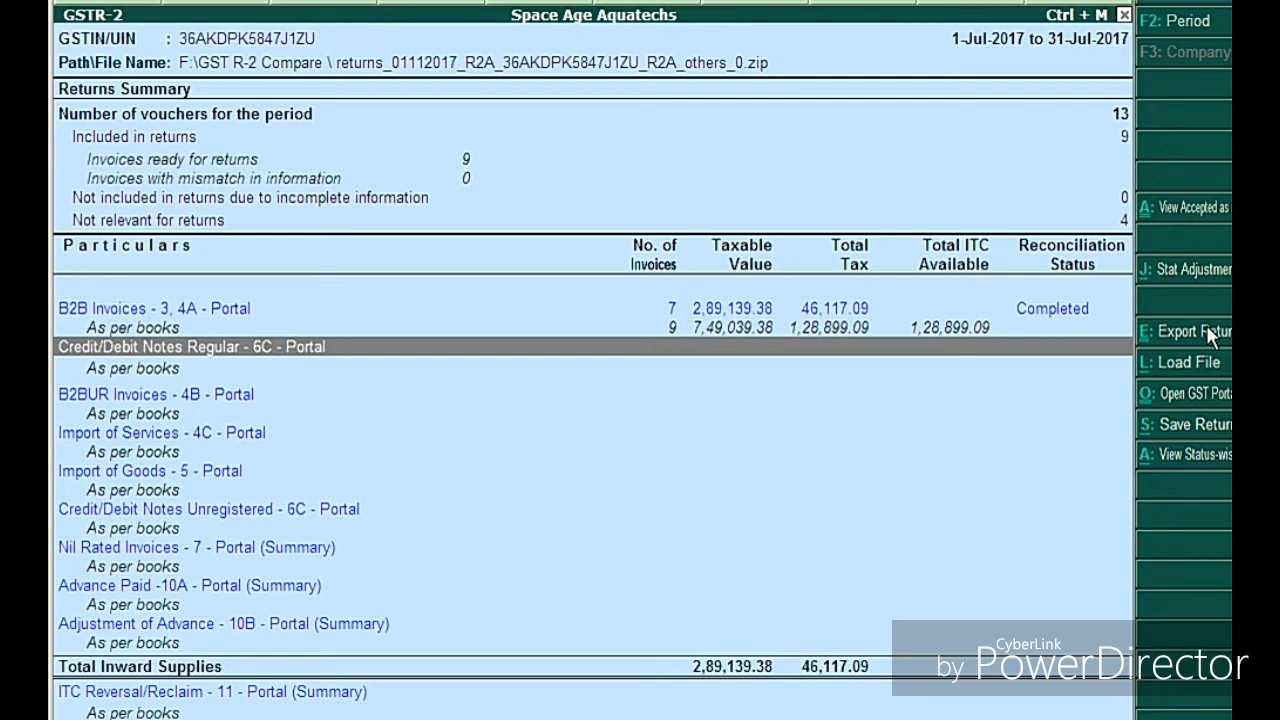 GSTR-2 Space Age Aquatechs Ctrl + M
GSTIN/UIN : 36AKDPK5847J1ZU 1-Jul-2017 to 31-Jul-2017
Path\File Name: F:\GST R-2 Compare \ returns_01112017_R2A_36AKDPK5847J1ZU_R2A_others_0.zip
Returns Summary
Number of vouchers for the period 13
Included in returns 9
Invoices ready for returns 9
Invoices with mismatch in information 0
Not included in returns due to incomplete information 0
Not relevant for returns 4
Particulars No. of Taxable Total Total ITC Reconciliation
Invoices Value Tax Available Status
B2B Invoices - 3, 4A - Portal 7 2,89,139.38 46,117.09 Completed
As per books 9 7,49,039.38 1,28,899.09 1,28,899.09
Credit/Debit Notes Regular - 6C - Portal
As per books
B2BUR Invoices - 4B - Portal
As per books
Import of Services - 4C - Portal
As per books
Import of Goods - 5 - Portal
As per books
Credit/Debit Notes Unregistered - 6C - Portal
As per books
Nil Rated Invoices - 7 - Portal (Summary)
As per books
Advance Paid -10A - Portal (Summary)
As per books
Adjustment of Advance - 10B - Portal (Summary)
As per books
Total Inward Supplies 2,89,139.38 46,117.09
ITC Reversal/Reclaim - 11 - Portal (Summary)
As per books
F2: Period
F3: Company
A: View Accepted as
J: Stat Adjustmer
E: Export Retur
L: Load File
O: Open GST Porta
S: Save Return
A: View Status-wis
CyberLink
by PowerDirector